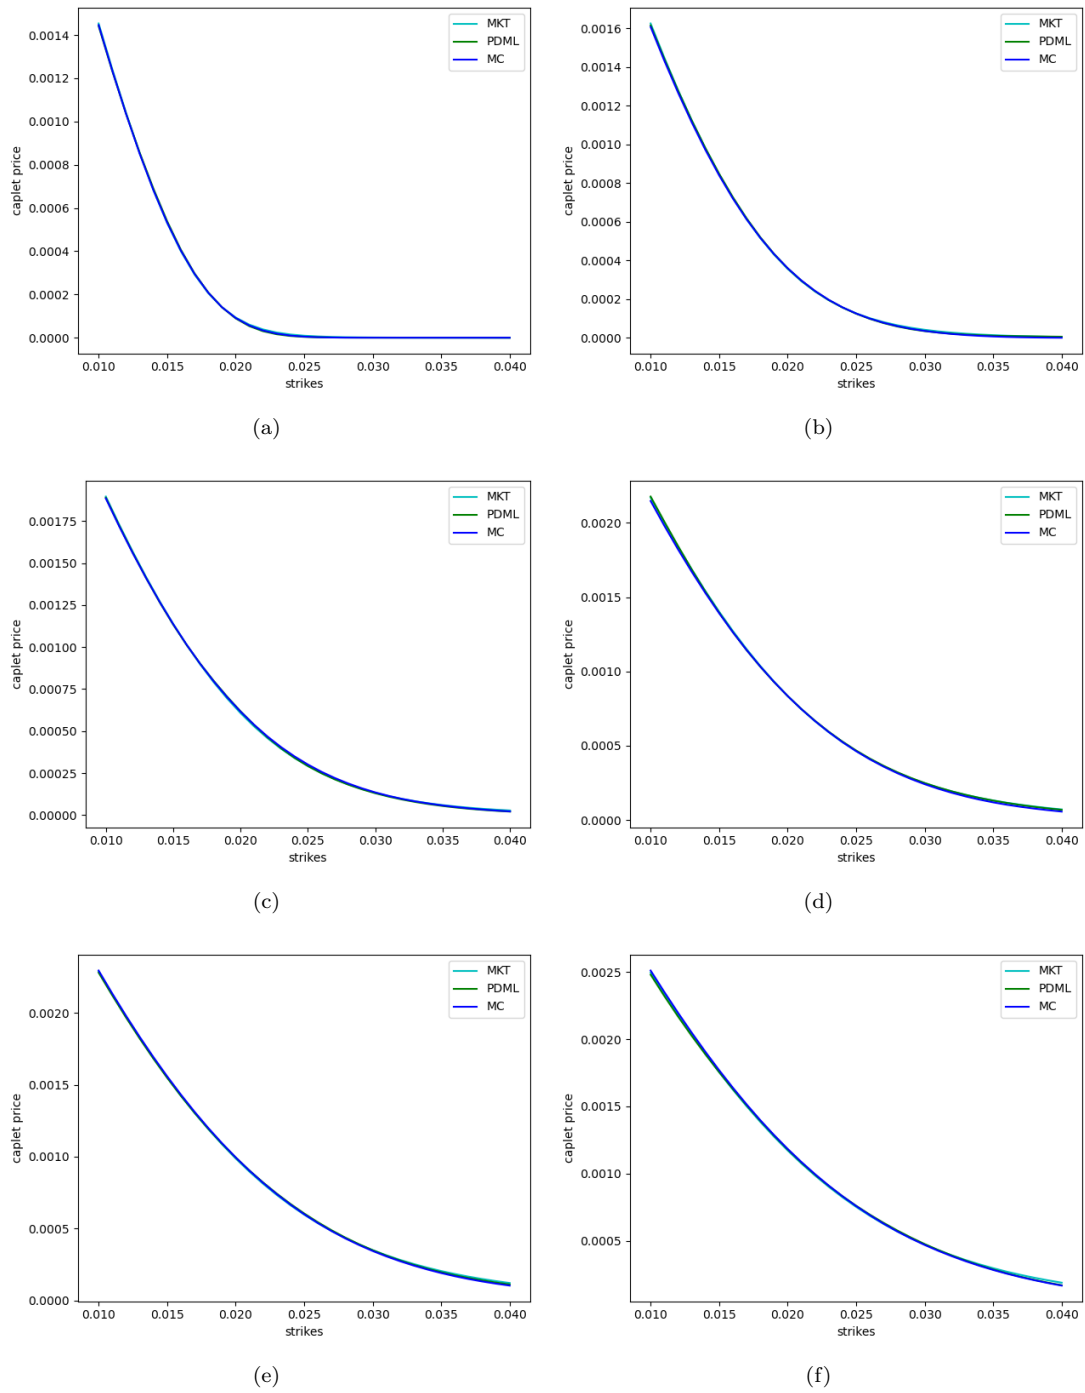 MKT
PDML
MC
0.0014
0.0012
0.0010
0.0008
0.0006
0.0004
0.0002
0.0000
caplet price
0.010 0.015 0.020 0.025 0.030 0.035 0.040
strikes
(a)
MKT
PDML
MC
0.0016
0.0014
0.0012
0.0010
0.0008
0.0006
0.0004
0.0002
0.0000
caplet price
0.010 0.015 0.020 0.025 0.030 0.035 0.040
strikes
(b)
MKT
PDML
MC
0.00175
0.00150
0.00125
0.00100
0.00075
0.00050
0.00025
0.00000
caplet price
0.010 0.015 0.020 0.025 0.030 0.035 0.040
strikes
(c)
MKT
PDML
MC
0.0020
0.0015
0.0010
0.0005
0.0000
caplet price
0.010 0.015 0.020 0.025 0.030 0.035 0.040
strikes
(d)
MKT
PDML
MC
0.0020
0.0015
0.0010
0.0005
0.0000
caplet price
0.010 0.015 0.020 0.025 0.030 0.035 0.040
strikes
(e)
MKT
PDML
MC
0.0025
0.0020
0.0015
0.0010
0.0005
caplet price
0.010 0.015 0.020 0.025 0.030 0.035 0.040
strikes
(f)